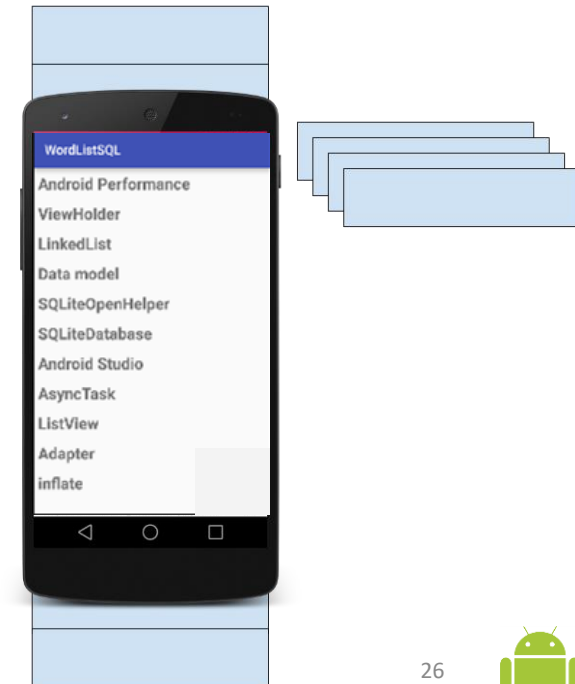 WordListSQL
Android Performance
ViewHolder
LinkedList
Data model
SQLiteOpenHelper
SQLiteDatabase
Android Studio
AsyncTask
ListView
Adapter
inflate
26